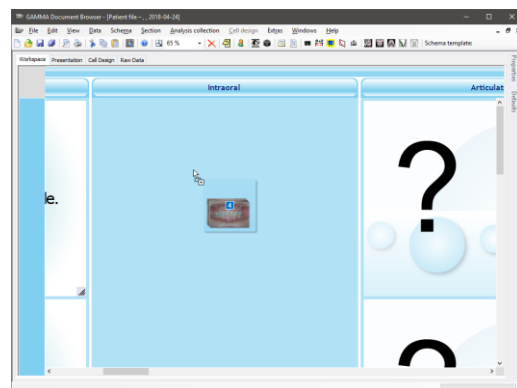 GAMMA Document Browser - [Patient file - , , 2018-04-24]
File Edit View Data Schema Section Analysis collection Cell design Extras Windows Help
65 % Schema template:
Workspace Presentation Cell Design Raw Data
Properties
Defaults
Intraoral
Articulat
?
le.
4